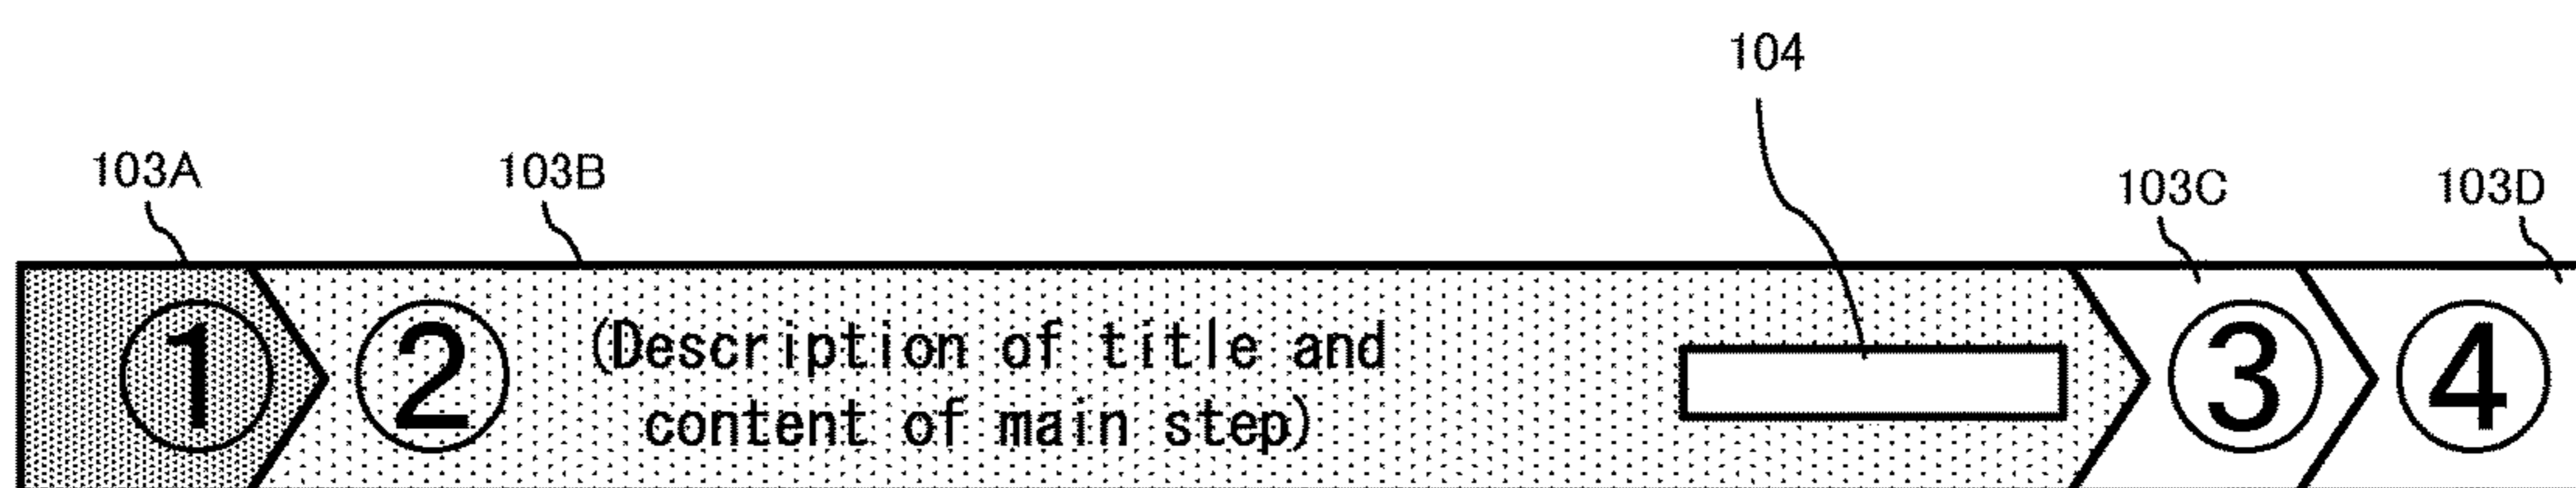 104
103A 103B 103C 103D
① ② (Description of title and ③ ④
content of main step)